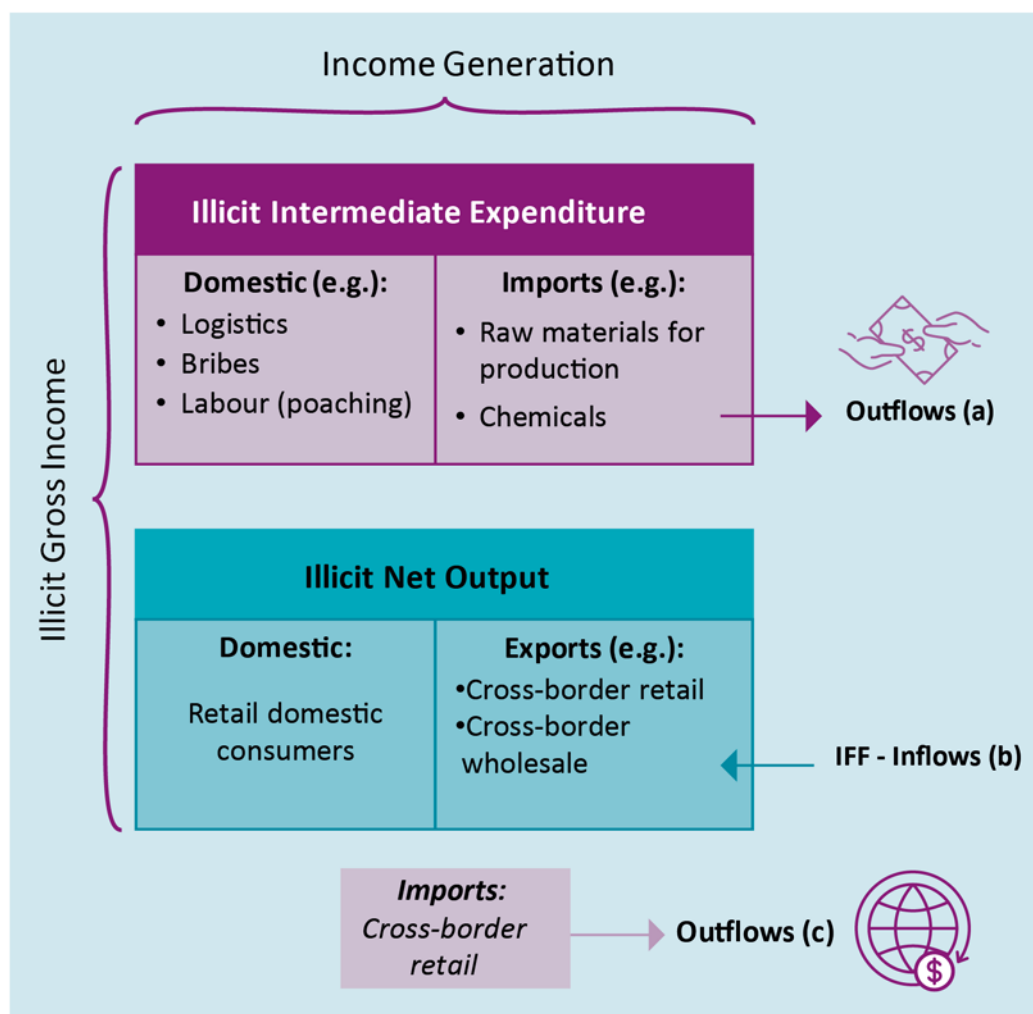 Income Generation
Illicit Gross Income
Illicit Intermediate Expenditure
Domestic (e.g.):
• Logistics
• Bribes
• Labour (poaching)
Imports (e.g.):
• Raw materials for
production
• Chemicals
$
Outflows (a)
Illicit Net Output
Domestic:
Retail domestic
consumers
Exports (e.g.):
•Cross-border retail
•Cross-border
wholesale
IFF - Inflows (b)
Imports:
Cross-border
retail
Outflows (c)
$